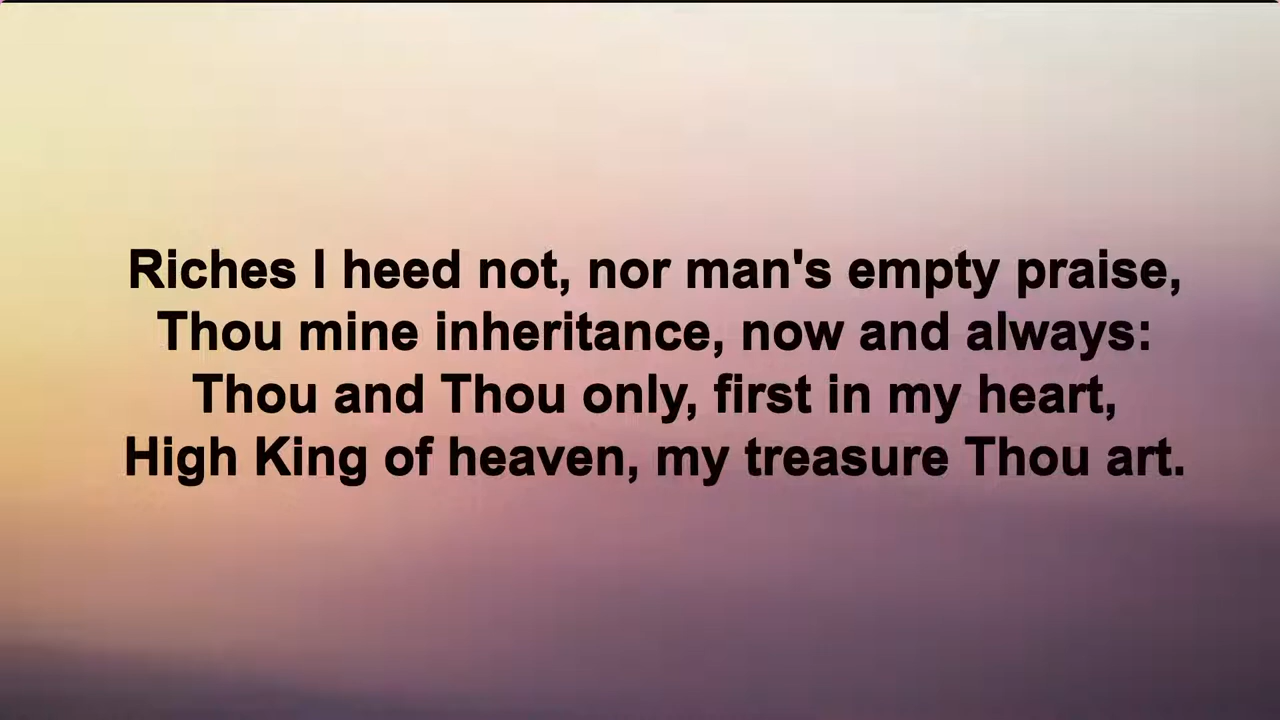 Riches I heed not, nor man's empty praise,
Thou mine inheritance, now and always:
Thou and Thou only, first in my heart,
High King of heaven, my treasure Thou art.